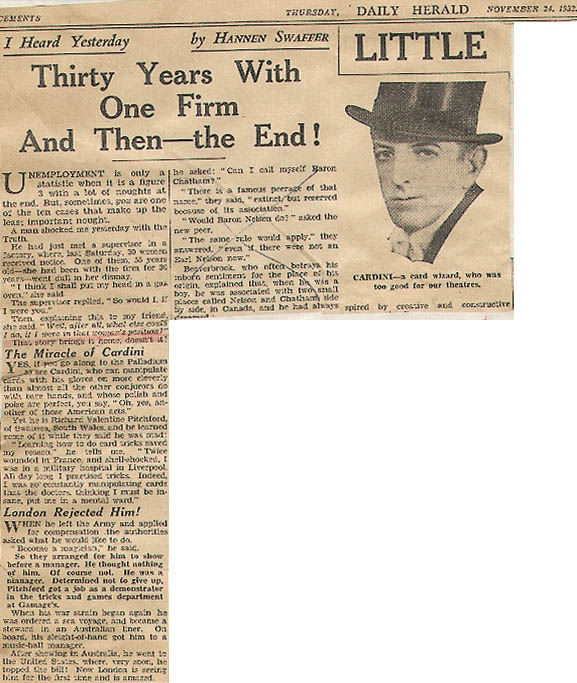 CEMENTS
THURSDAY, DAILY HERALD NOVEMBER 24, 1932.
I Heard Yesterday by HANNEN SWAFFER
Thirty Years With
One Firm
And Then—the End!
UNEMPLOYMENT is only a
statistic when it is a figure
3 with a lot of noughts at
the end. But, sometimes, you are one
of the ten cases that make up the
least important nought.
A man shocked me yesterday with the
Truth.
He had just met a supervisor in a
factory, where, last Saturday, 30 women
received notice. One of them, 55 years
old—she had been with the firm for 30
years—went dull in her dismay.
"I think I shall put my head in a gas
oven," she said.
The supervisor replied, "So would I, if
I were you."
Then, explaining this to my friend,
she said, "Well, after all, what else could
I do, if I were in that woman's position?"
That story brings it home, doesn't it?
The Miracle of Cardini
YES, if you go along to the Palladium
to see Cardini, who can manipulate
cards with his gloves on more cleverly
than almost all the other conjurors do
with bare hands, and whose polish and
poise are perfect, you say, "Oh, yes, an-
other of those American acts."
Yet he is Richard Valentine Pitchford,
of Swansea, South Wales, and he learned
some of it while they said he was mad.
"Learning how to do card tricks saved
my reason," he tells me. "Twice
wounded in France, and shell-shocked, I
was in a military hospital in Liverpool.
All day long I practised tricks. Indeed,
I was so constantly manipulating cards
that the doctors, thinking I must be in-
sane, put me in a mental ward."
London Rejected Him!
WHEN he left the Army and applied
for compensation the authorities
asked what he would like to do.
"Become a magician," he said.
So they arranged for him to show
before a manager. He thought nothing
of him. Of course not. He was a
manager. Determined not to give up,
Pitchford got a job as a demonstrator
in the tricks and games department
at Gamage's.
When his war strain began again he
was ordered a sea voyage, and became a
steward in an Australian liner. On
board, his sleight-of-hand got him to a
music-hall manager.
After showing in Australia, he went to
the United States, where, very soon, he
topped the bill! Now London is seeing
him for the first time and is amazed.
he asked: "Can I call myself Baron
Chatham?"
"There is a famous peerage of that
name," they said, "extinct, but reserved
because of its association."
"Would Baron Nelson do?" asked the
new peer.
"The same rule would apply," they
answered, "even if there were not an
Earl Nelson now."
Beaverbrook, who often betrays his
inborn sentiment for the place of his
origin, explained that, when he was a
boy, he was associated with two small
places called Nelson and Chatham, side
by side, in Canada, and he had always
LITTLE
CARDINI—a card wizard, who was
too good for our theatres.
spired by creative and constructive